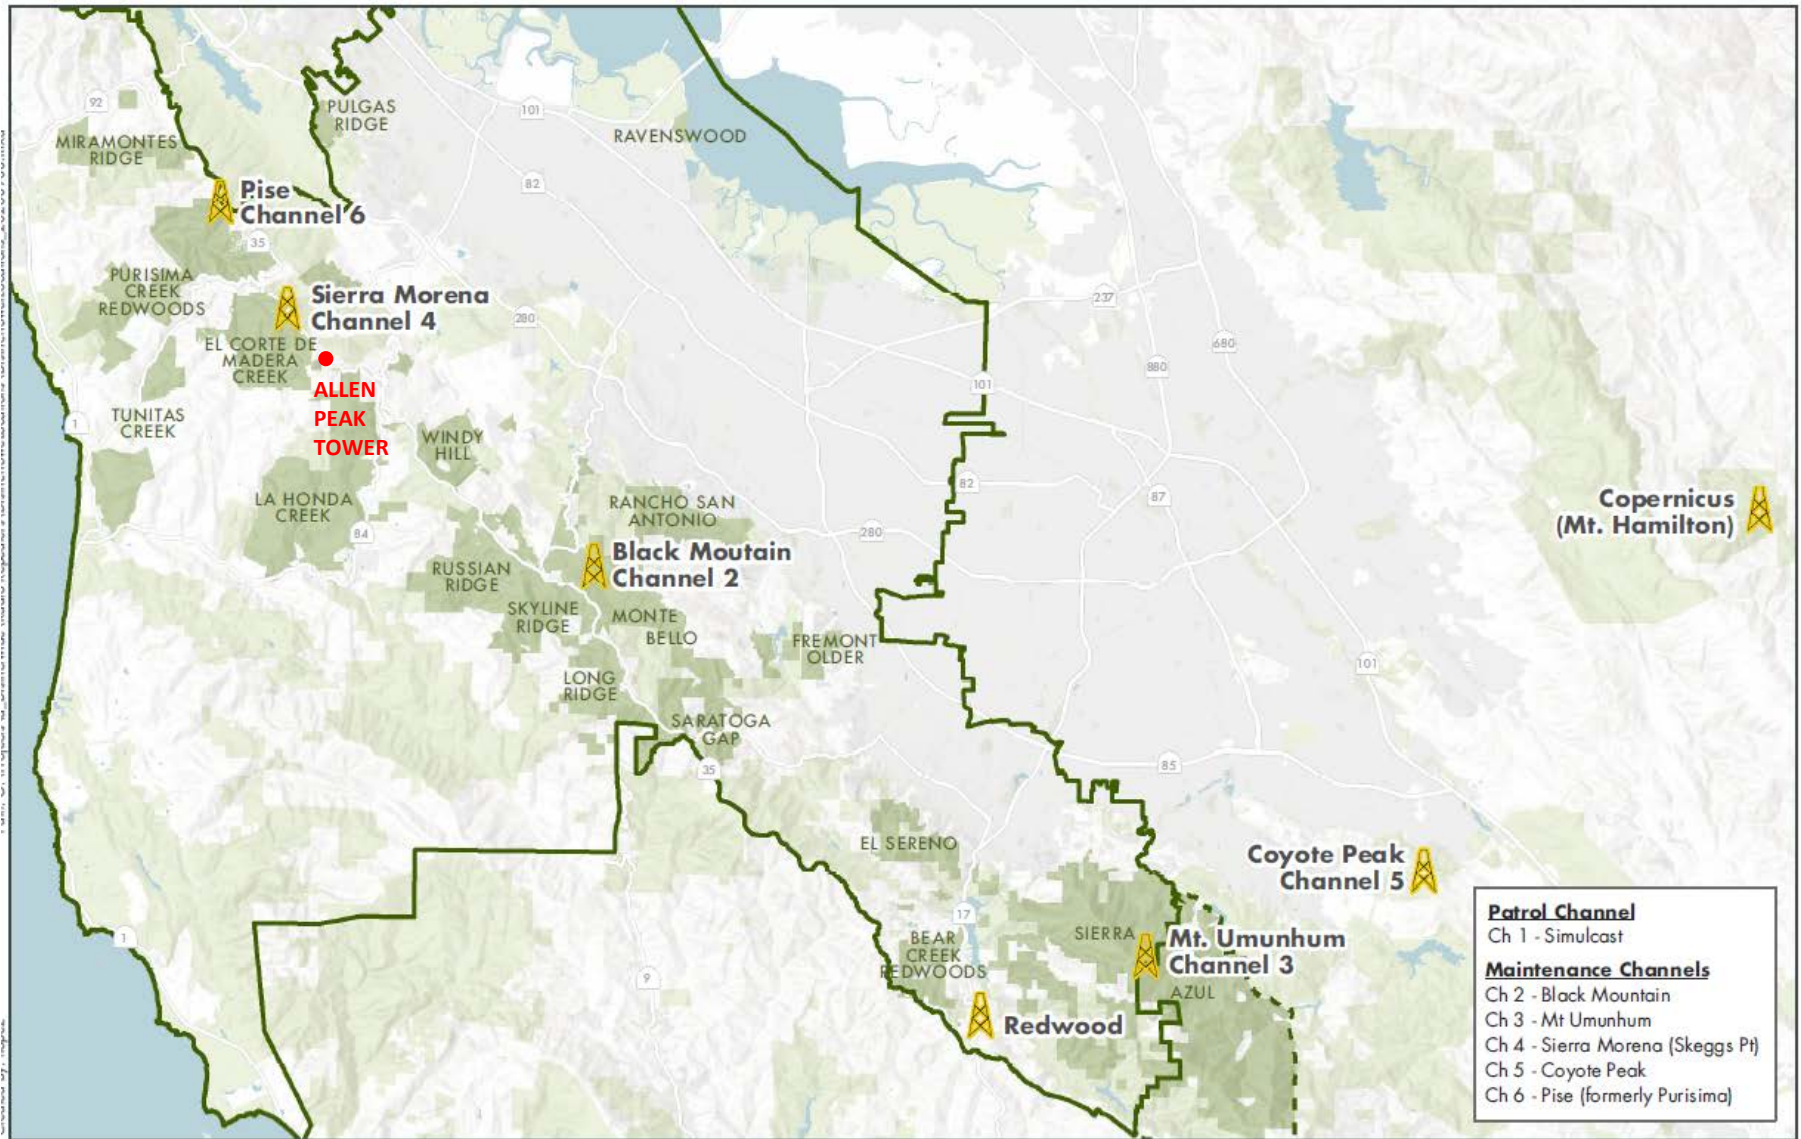 92
PULGAS
RIDGE
101
RAVENSWOOD
MIRAMONTES
RIDGE
82
Pise
Channel 6
35
PURISIMA
CREEK
REDWOODS
Sierra Morena
Channel 4
280
237
680
EL CORTE DE
MADERA
CREEK
880
101
ALLEN
PEAK
TOWER
TUNITAS
CREEK
1
WINDY
HILL
82
87
LA HONDA
CREEK
84
RANCHO SAN
ANTONIO
280
Copernicus
(Mt. Hamilton)
Black Moutain
Channel 2
RUSSIAN
RIDGE
SKYLINE
RIDGE
MONTE
BELLO
FREMONT
OLDER
101
LONG
RIDGE
SARATOGA
GAP
35
85
EL SERENO
Coyote Peak
Channel 5
17
SIERRA
AZUL
Mt. Umunhum
Channel 3
BEAR
CREEK
REDWOODS
1
9
Redwood
Patrol Channel
Ch 1 - Simulcast
Maintenance Channels
Ch 2 - Black Mountain
Ch 3 - Mt Umunhum
Ch 4 - Sierra Morena (Skeggs Pt)
Ch 5 - Coyote Peak
Ch 6 - Pise (formerly Purisima)